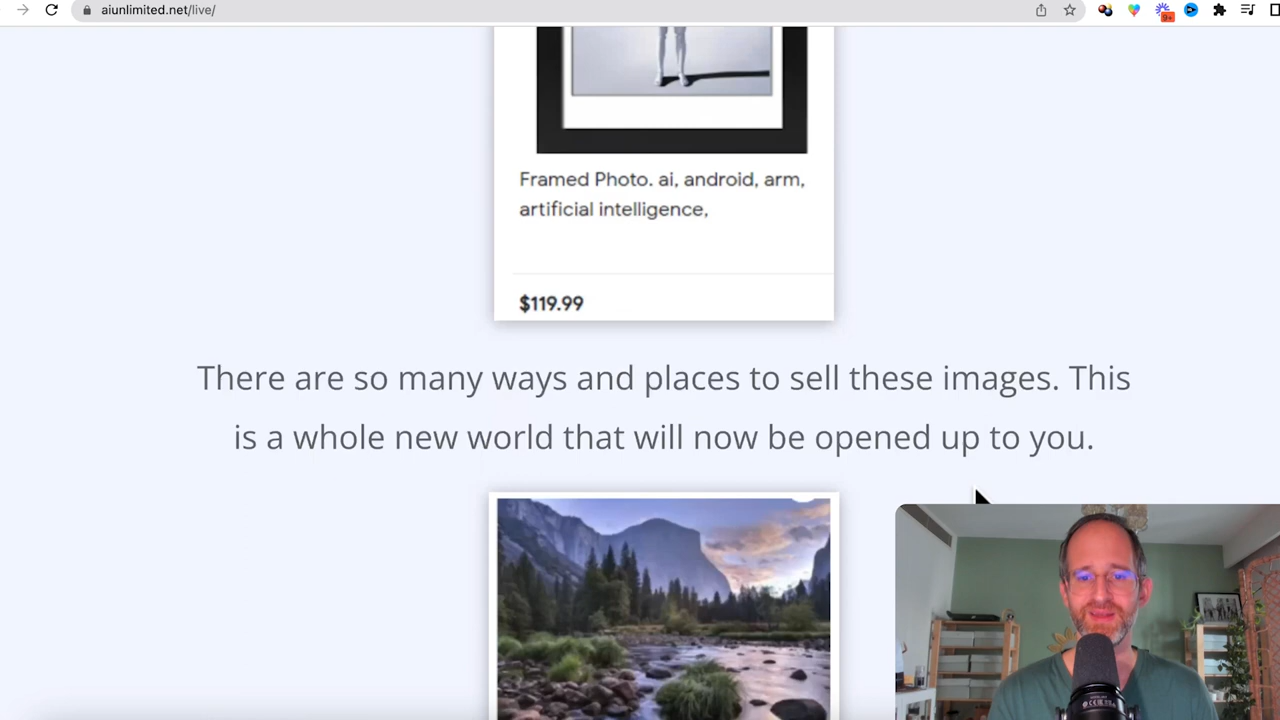 aiunlimited.net/live/
9+
Framed Photo. ai, android, arm,
artificial intelligence,
$119.99
There are so many ways and places to sell these images. This
is a whole new world that will now be opened up to you.